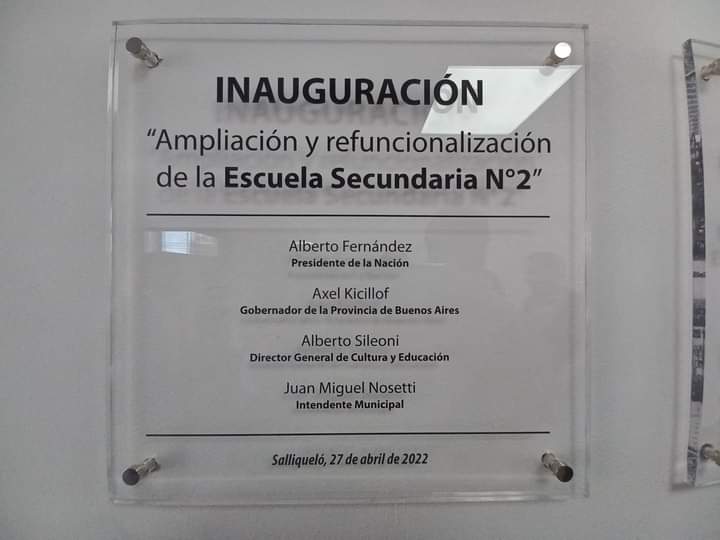 INAUGURACIÓN
“Ampliación y refuncionalización
de la Escuela Secundaria N°2”
Alberto Fernández
Presidente de la Nación
Axel Kicillof
Gobernador de la Provincia de Buenos Aires
Alberto Sileoni
Director General de Cultura y Educación
Juan Miguel Nosetti
Intendente Municipal
Salliqueló, 27 de abril de 2022